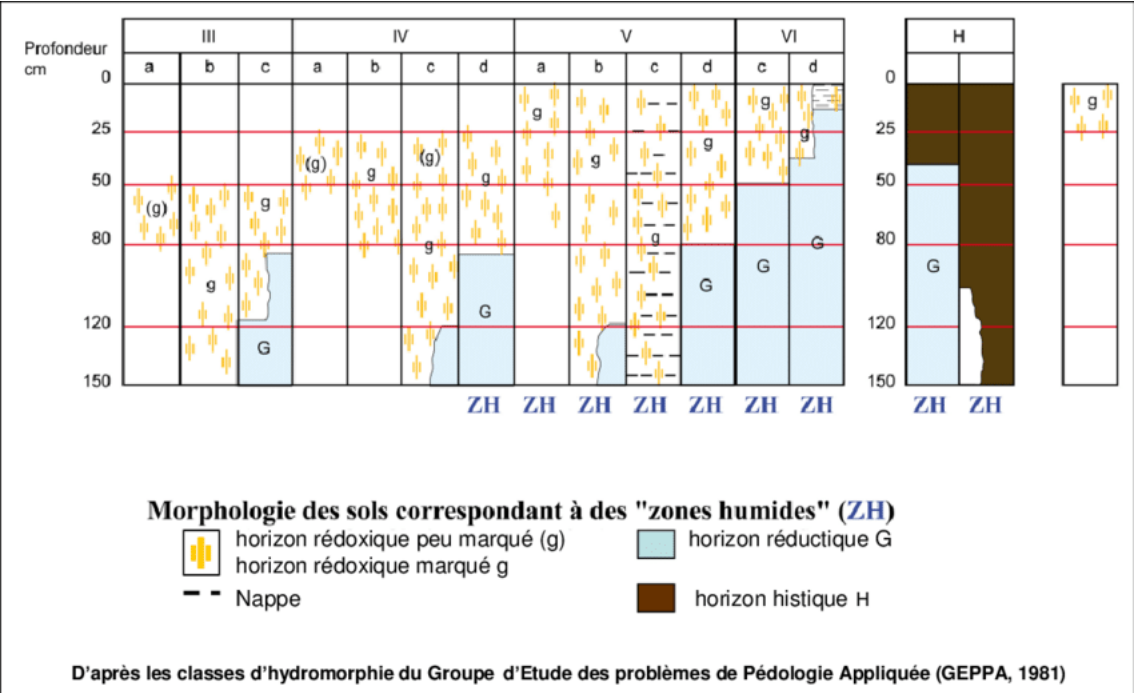 III IV V VI H
Profondeur
cm
a b c a b c d a b c d c d
0 0
g g g
g
25 25
(g) (g) g g g
g g
50 50
(g) g
g g G
80 80
g G G
g G
G
120 120
G
150 150
ZH ZH ZH ZH ZH ZH ZH ZH ZH
Morphologie des sols correspondant à des "zones humides" (ZH)
horizon rédoxique peu marqué (g)
horizon rédoxique marqué g
horizon réductique G
Nappe
horizon histique H
D'après les classes d'hydromorphie du Groupe d'Etude des problèmes de Pédologie Appliquée (GEPPA, 1981)